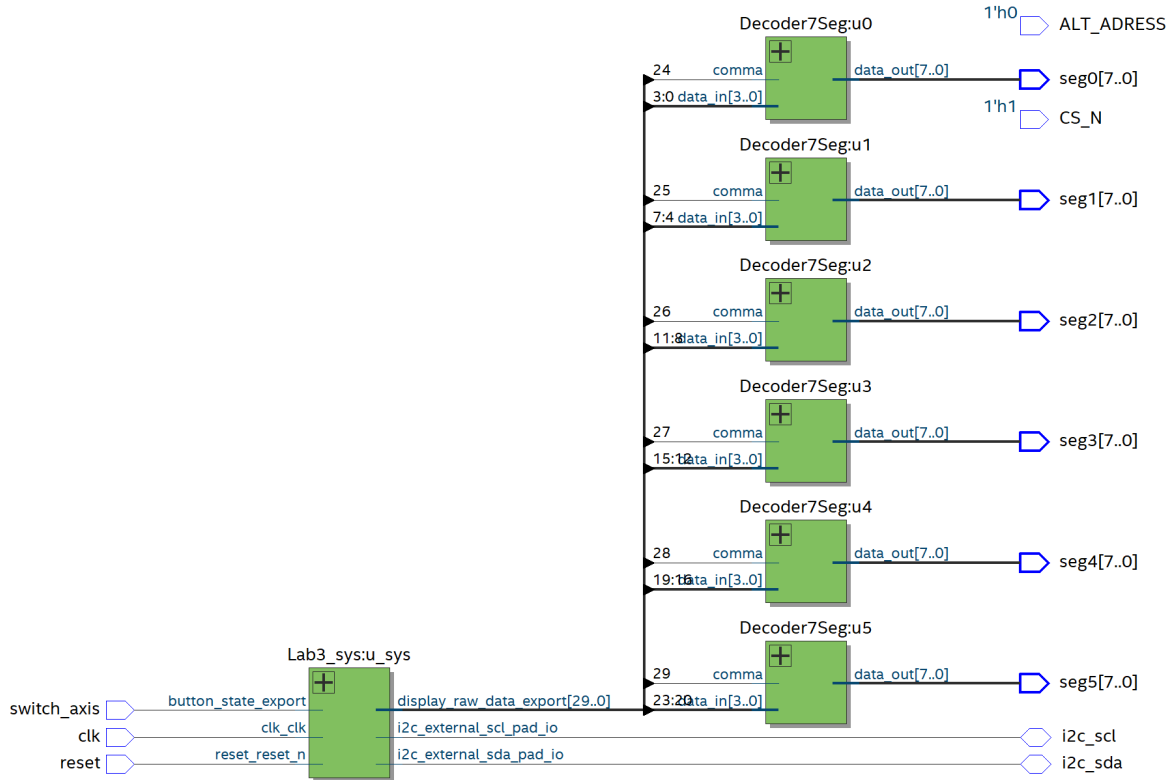 Decoder7Seg:u0
1'h0
ALT_ADRESS
24
comma
data_out[7..0]
seg0[7..0]
3:0
data_in[3..0]
1'h1
CS_N
Decoder7Seg:u1
25
comma
data_out[7..0]
seg1[7..0]
7:4
data_in[3..0]
Decoder7Seg:u2
26
comma
data_out[7..0]
seg2[7..0]
11:8
data_in[3..0]
Decoder7Seg:u3
27
comma
data_out[7..0]
seg3[7..0]
15:12
data_in[3..0]
Decoder7Seg:u4
28
comma
data_out[7..0]
seg4[7..0]
19:16
data_in[3..0]
Decoder7Seg:u5
29
comma
data_out[7..0]
seg5[7..0]
23:20
data_in[3..0]
Lab3_sys:u_sys
switch_axis
button_state_export
display_raw_data_export[29..0]
clk
clk_clk
i2c_external_scl_pad_io
i2c_scl
reset
reset_reset_n
i2c_external_sda_pad_io
i2c_sda